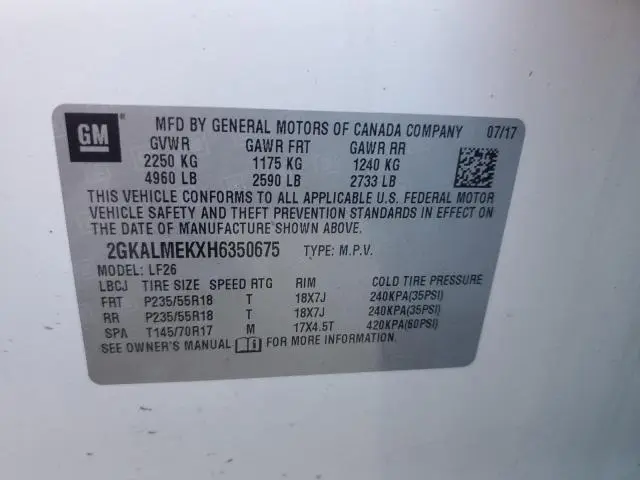 GM ®
MFD BY GENERAL MOTORS OF CANADA COMPANY 07/17
GVWR GAWR FRT GAWR RR
2250 KG 1175 KG 1240 KG
4960 LB 2590 LB 2733 LB
THIS VEHICLE CONFORMS TO ALL APPLICABLE U.S. FEDERAL MOTOR
VEHICLE SAFETY AND THEFT PREVENTION STANDARDS IN EFFECT ON
THE DATE OF MANUFACTURE SHOWN ABOVE.
2GKALMEKXH6350675 TYPE: M.P.V.
MODEL: LF26
LBCJ TIRE SIZE SPEED RTG RIM COLD TIRE PRESSURE
FRT P235/55R18 T 18X7J 240KPA(35PSI)
RR P235/55R18 T 18X7J 240KPA(35PSI)
SPA T145/70R17 M 17X4.5T 420KPA(60PSI)
SEE OWNER'S MANUAL FOR MORE INFORMATION.